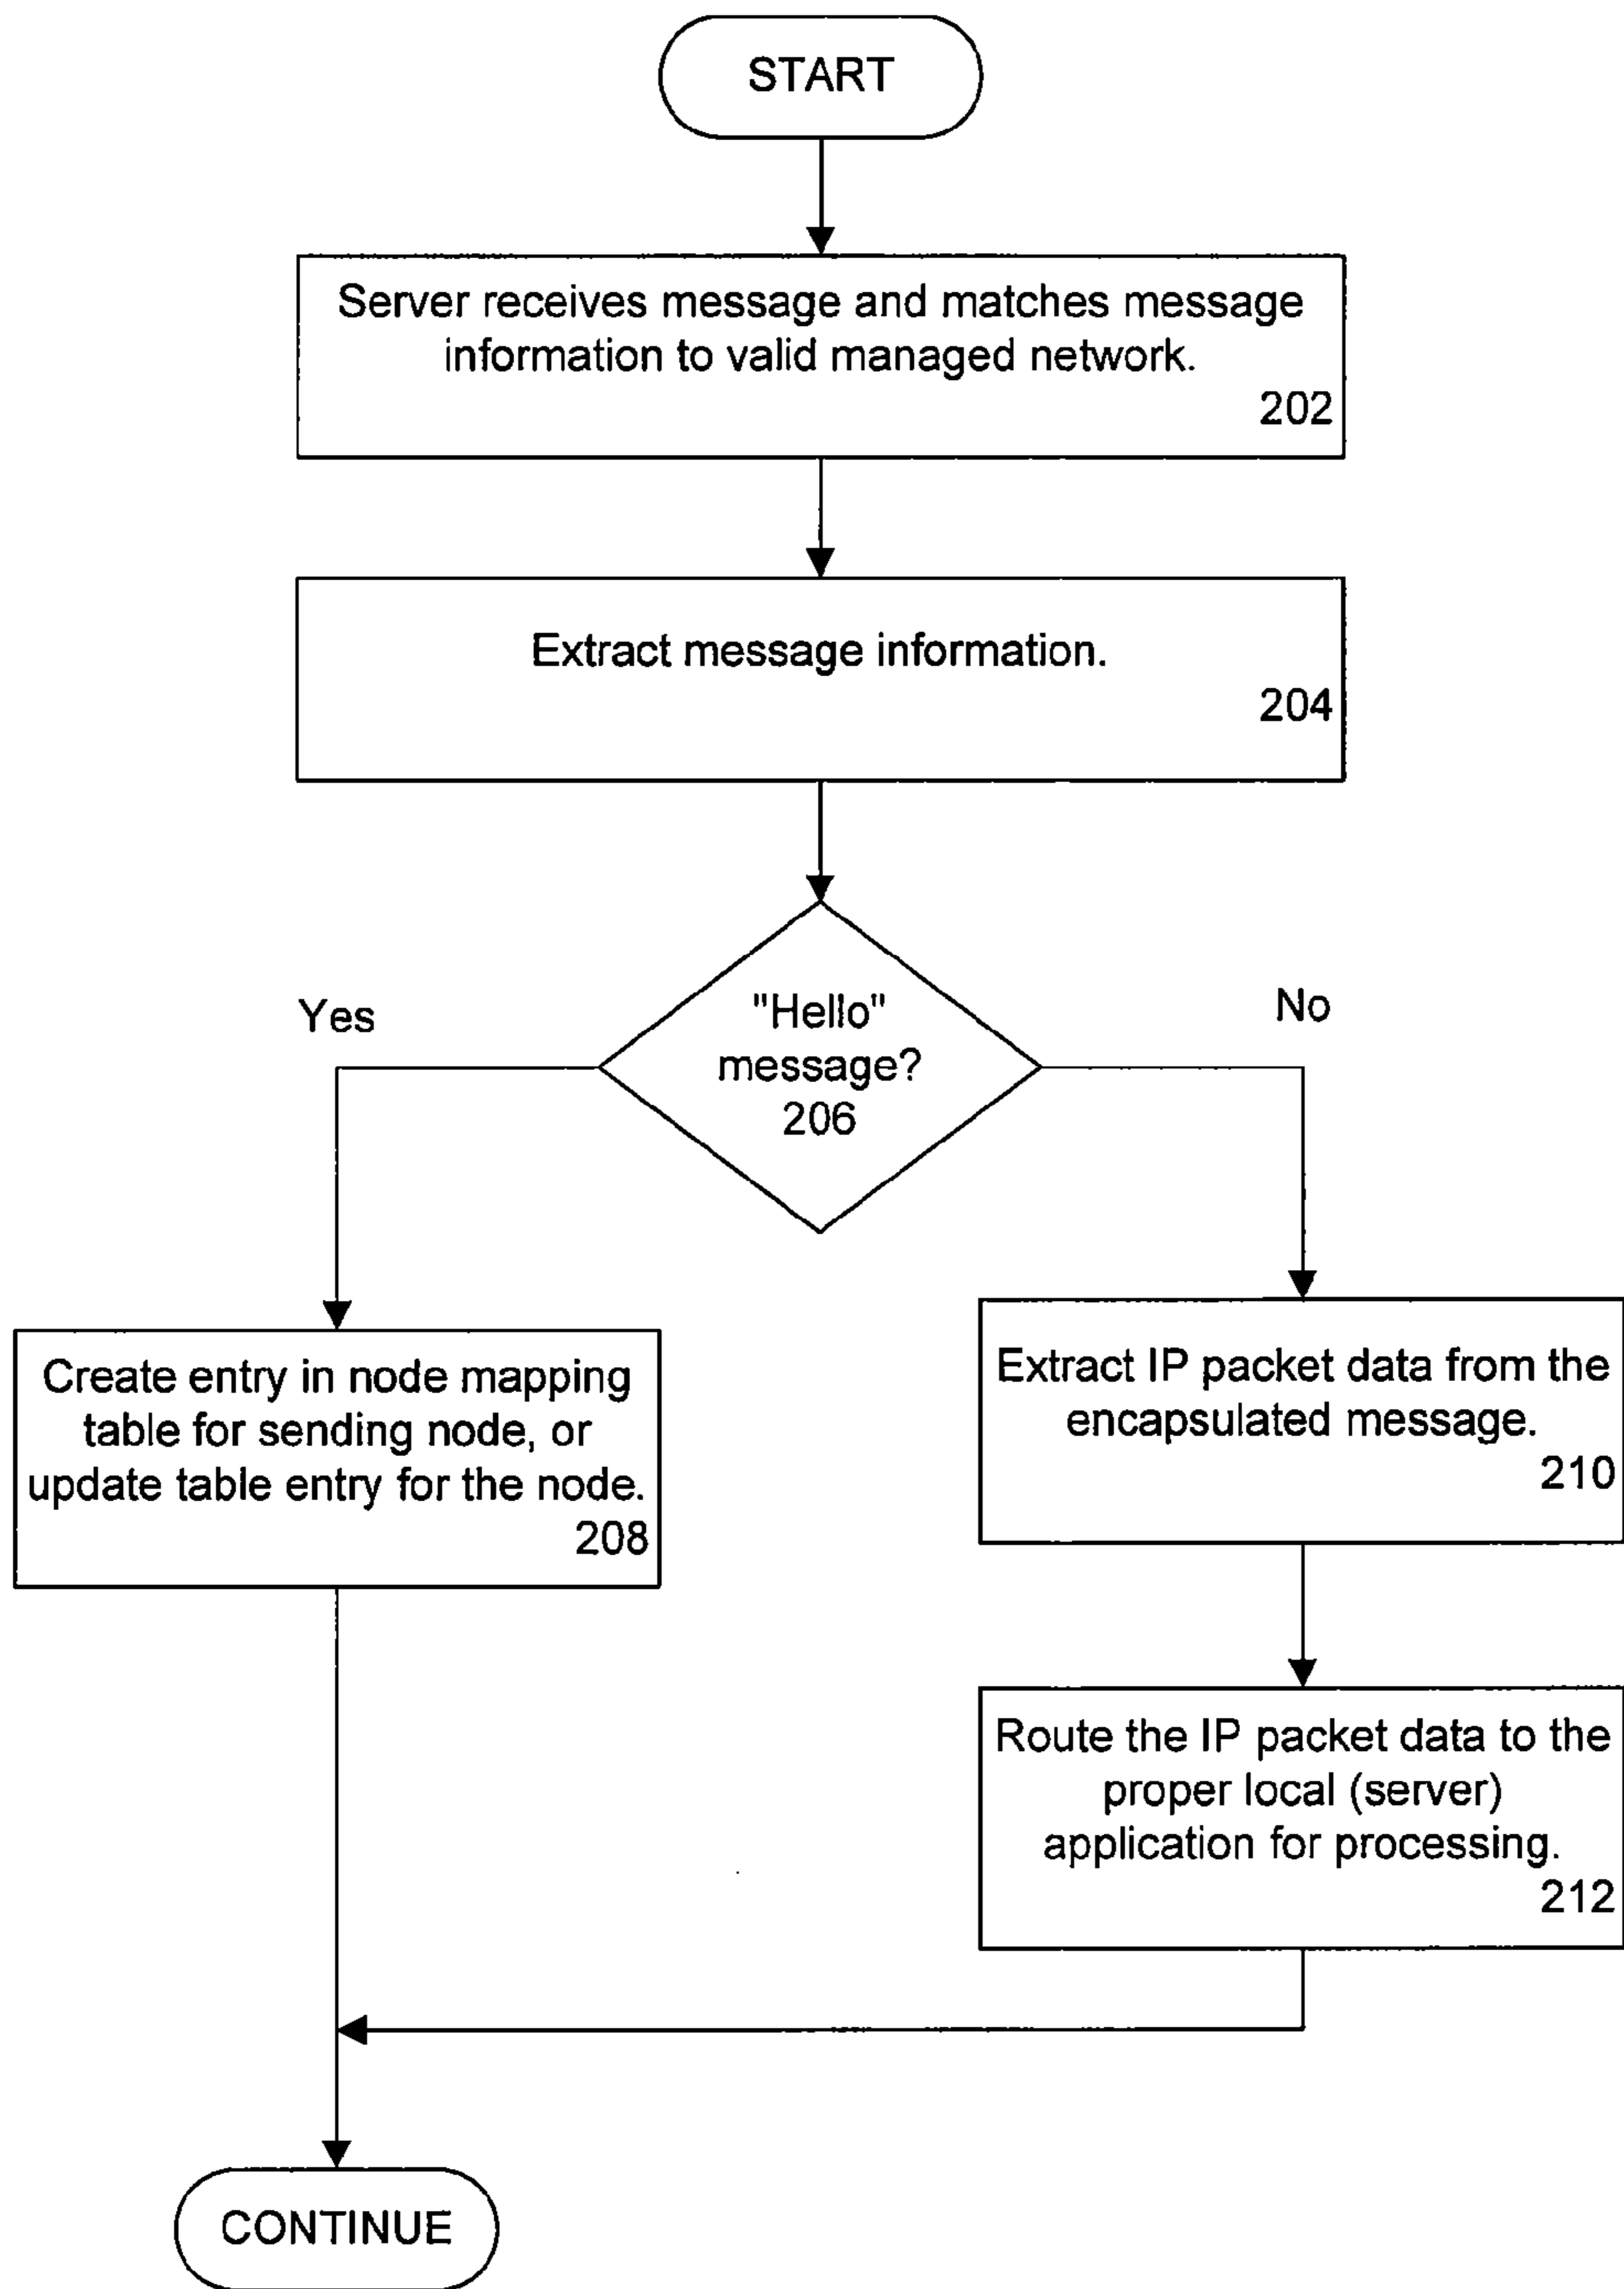 START
Server receives message and matches message
information to valid managed network.
202
Extract message information.
204
Yes
"Hello"
message?
206
No
Create entry in node mapping
table for sending node, or
update table entry for the node.
208
Extract IP packet data from the
encapsulated message.
210
Route the IP packet data to the
proper local (server)
application for processing.
212
CONTINUE